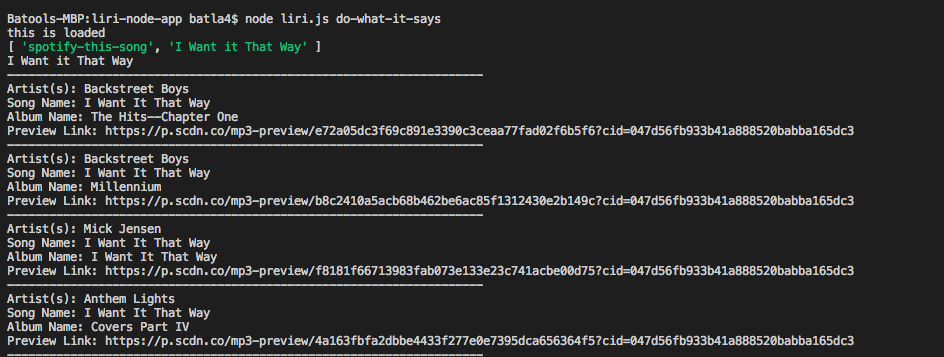 Batools-MBP:liri-node-app batla4$ node liri.js do-what-it-says
this is loaded
[ 'spotify-this-song', 'I Want it That Way' ]
I Want it That Way
--------------------------------------------------------------------
Artist(s): Backstreet Boys
Song Name: I Want It That Way
Album Name: The Hits--Chapter One
Preview Link: https://p.scdn.co/mp3-preview/e72a05dc3f69c891e3390c3ceaa77fad02f6b5f6?cid=047d56fb933b41a888520babba165dc3
--------------------------------------------------------------------
Artist(s): Backstreet Boys
Song Name: I Want It That Way
Album Name: Millennium
Preview Link: https://p.scdn.co/mp3-preview/b8c2410a5acb68b462be6ac85f1312430e2b149c?cid=047d56fb933b41a888520babba165dc3
--------------------------------------------------------------------
Artist(s): Mick Jensen
Song Name: I Want It That Way
Album Name: I Want It That Way
Preview Link: https://p.scdn.co/mp3-preview/f8181f66713983fab073e133e23c741acbe00d75?cid=047d56fb933b41a888520babba165dc3
--------------------------------------------------------------------
Artist(s): Anthem Lights
Song Name: I Want It That Way
Album Name: Covers Part IV
Preview Link: https://p.scdn.co/mp3-preview/4a163fbfa2dbbe4433f277e0e7395dca656364f5?cid=047d56fb933b41a888520babba165dc3
--------------------------------------------------------------------